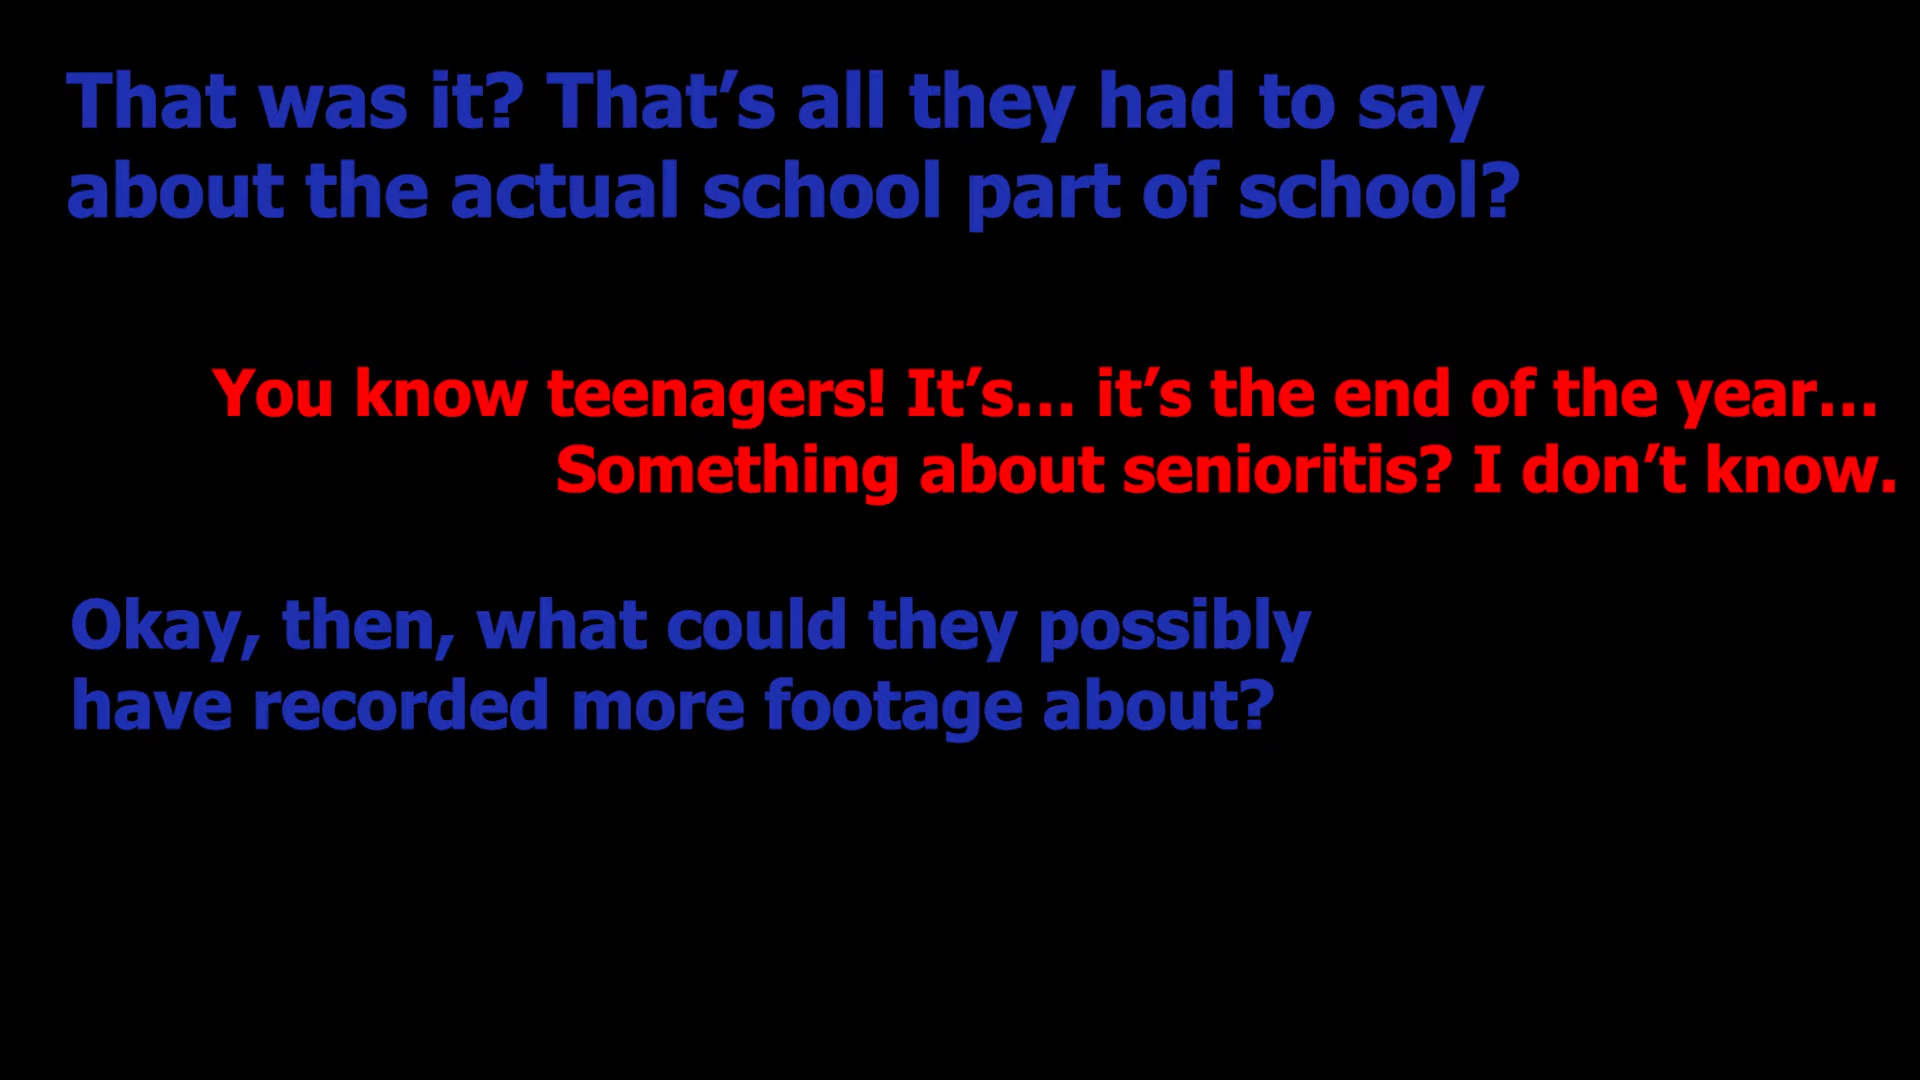 That was it? That’s all they had to say
about the actual school part of school?
You know teenagers! It’s... it’s the end of the year...
Something about senioritis? I don’t know.
Okay, then, what could they possibly
have recorded more footage about?